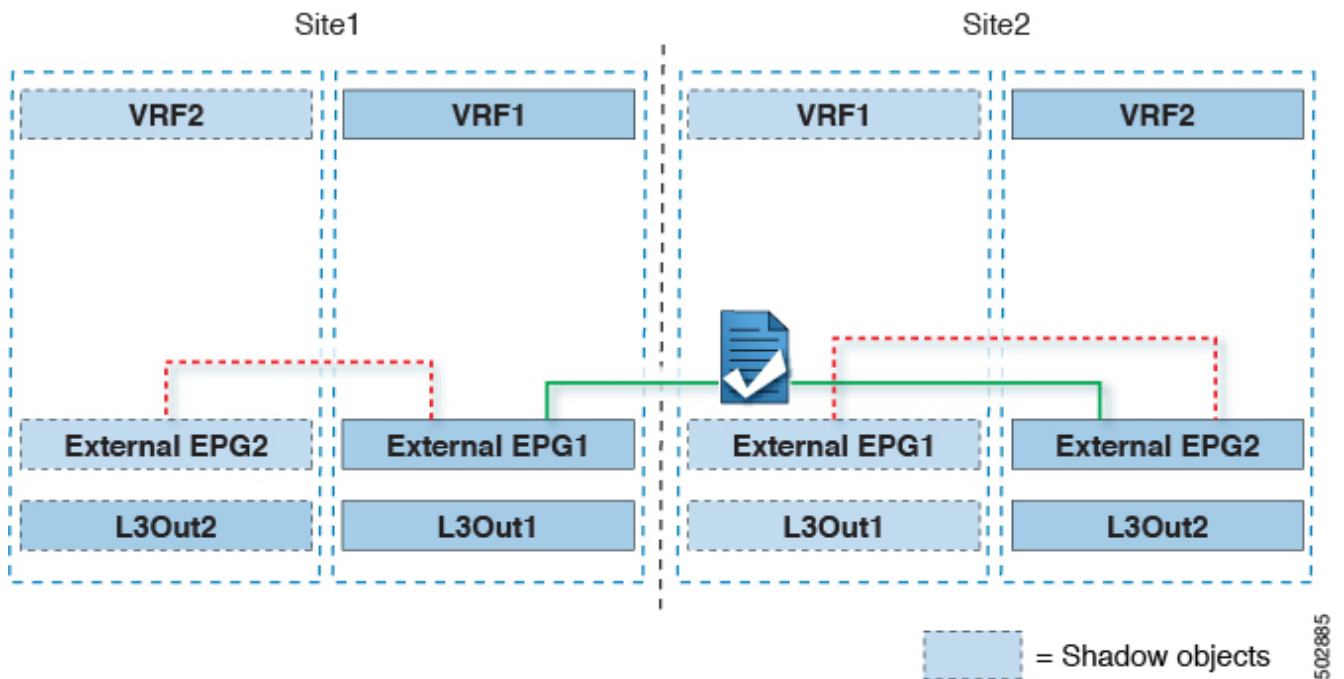 Site1
Site2
VRF2
VRF1
VRF1
VRF2
External EPG2
External EPG1
External EPG1
External EPG2
L3Out2
L3Out1
L3Out1
L3Out2
= Shadow objects
502885